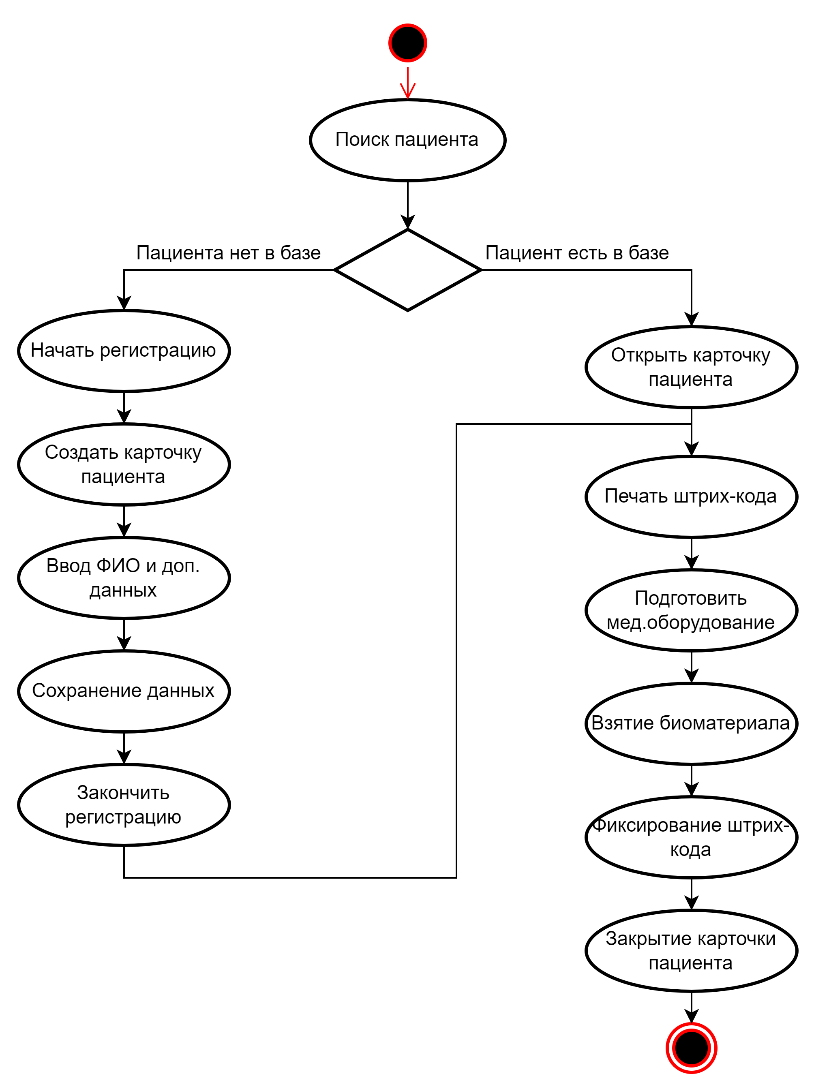 Поиск пациента
Пациента нет в базе
Пациент есть в базе
Начать регистрацию
Создать карточку
пациента
Ввод ФИО и доп.
данных
Сохранение данных
Закончить
регистрацию
Открыть карточку
пациента
Печать штрих-кода
Подготовить
мед.оборудование
Взятие биоматериала
Фиксирование штрих-
кода
Закрытие карточки
пациента